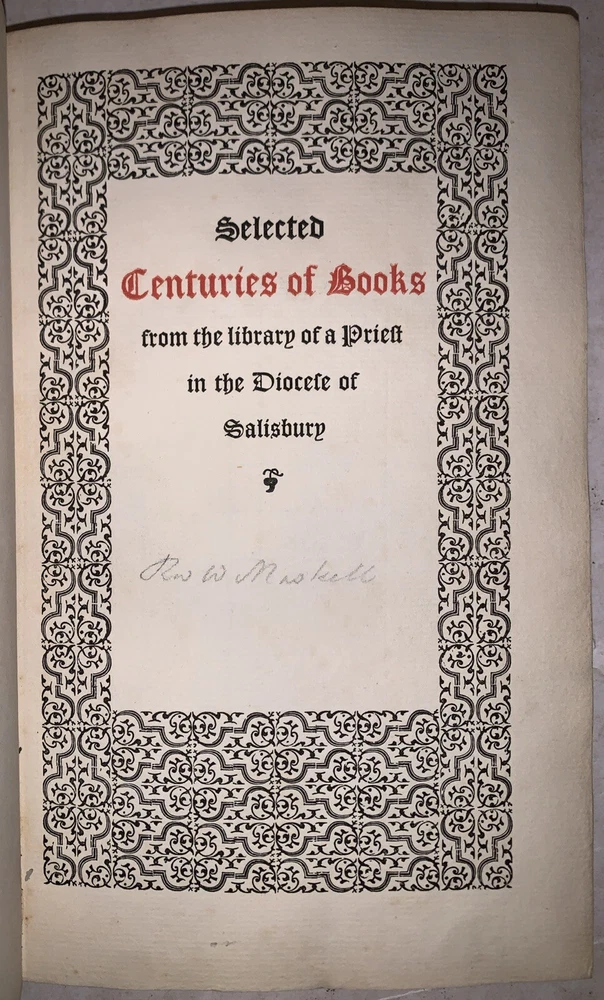 Selected
Centuries of Books
from the library of a Prieſt
in the Dioceſe of
Salisbury
Rev W Maskell